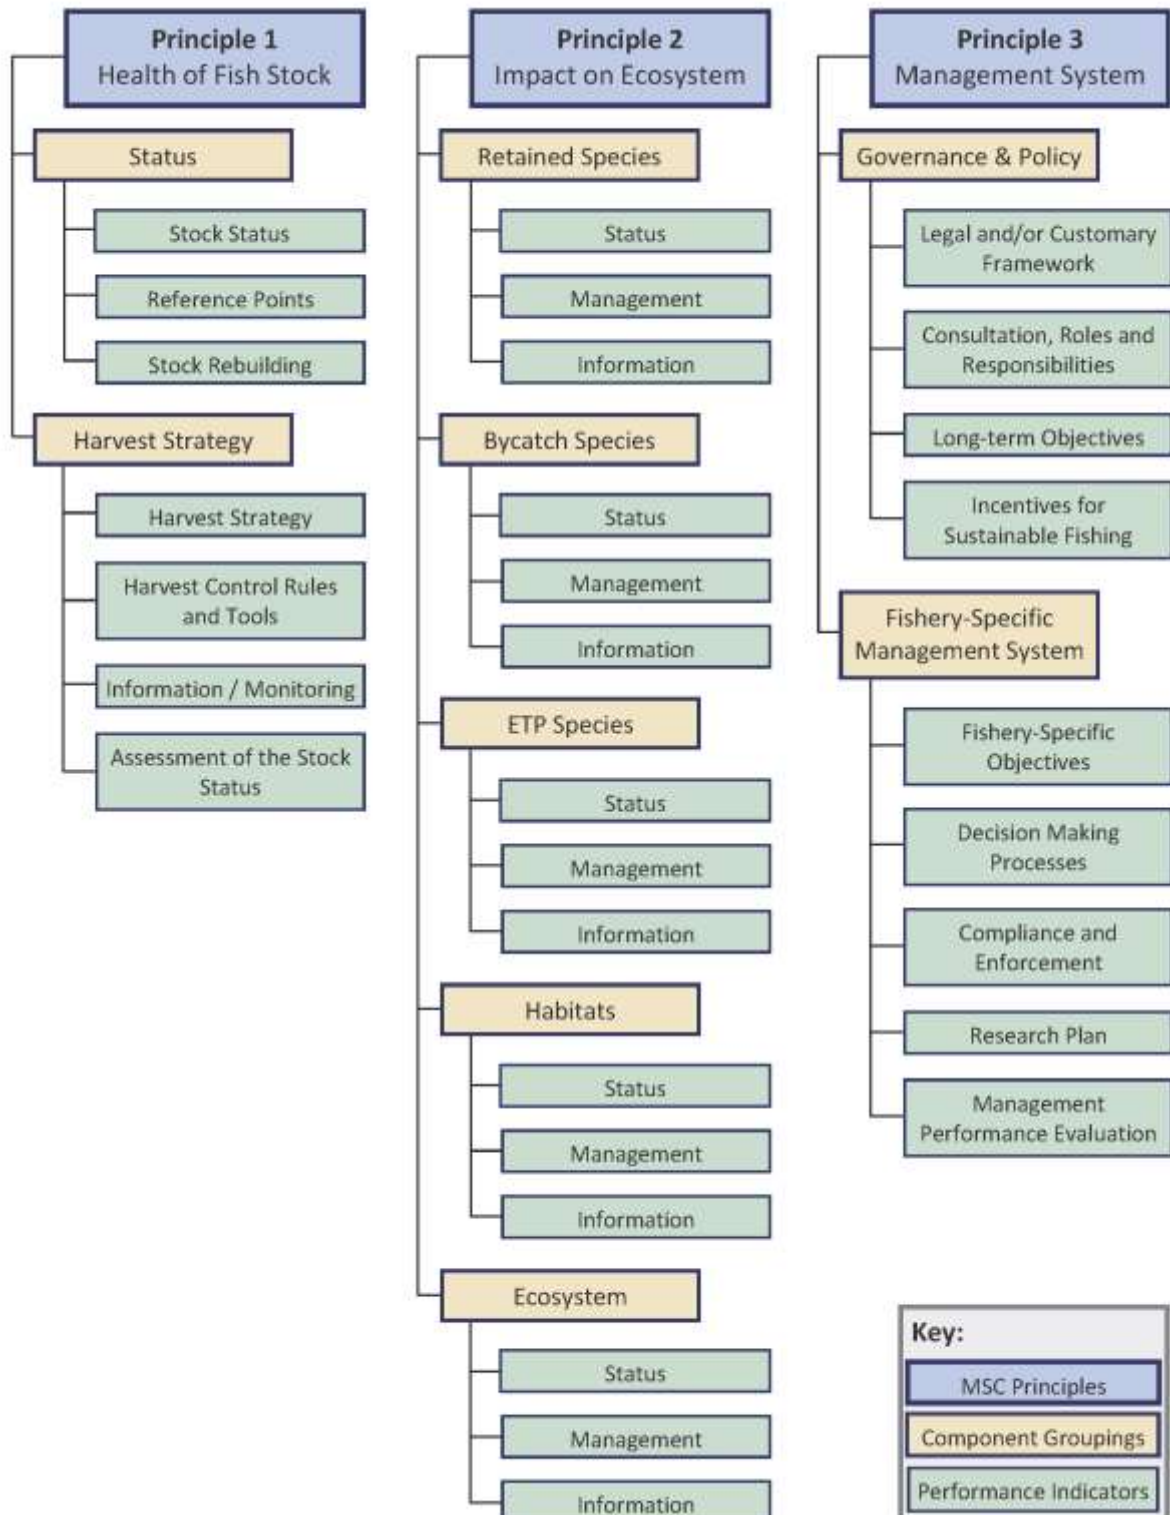 Principle 1
Health of Fish Stock
Status
Stock Status
Reference Points
Stock Rebuilding
Harvest Strategy
Harvest Strategy
Harvest Control Rules
and Tools
Information / Monitoring
Assessment of the Stock
Status
Principle 2
Impact on Ecosystem
Retained Species
Status
Management
Information
Bycatch Species
Status
Management
Information
ETP Species
Status
Management
Information
Habitats
Status
Management
Information
Ecosystem
Status
Management
Information
Principle 3
Management System
Governance & Policy
Legal and/or Customary
Framework
Consultation, Roles and
Responsibilities
Long-term Objectives
Incentives for
Sustainable Fishing
Fishery-Specific
Management System
Fishery-Specific
Objectives
Decision Making
Processes
Compliance and
Enforcement
Research Plan
Management
Performance Evaluation
Key:
MSC Principles
Component Groupings
Performance Indicators